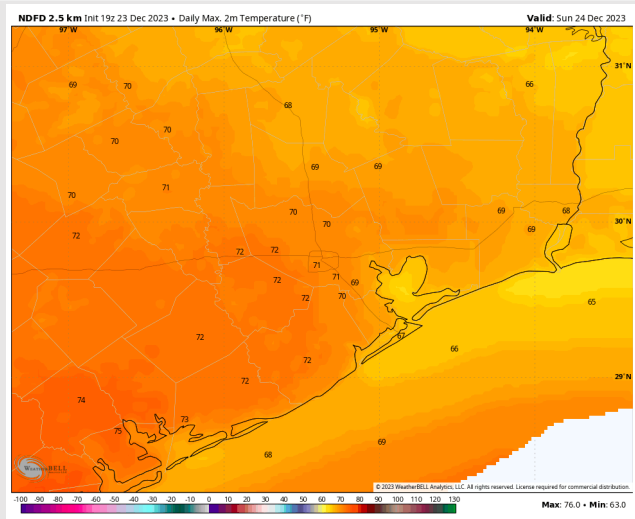 NDFD 2.5 km Init 19z 23 Dec 2023 • Daily Max. 2m Temperature (°F) Valid: Sun 24 Dec 2023
97°W 96°W 95°W 94°W
31°N
69 70 66
68
70
70
69 69
71
70
70 69 68
70 69
72
72 72
71
72 71 69
72 70 65
72 67
66
72
29°N
72
74
73
75 69
68
30°N
WeatherBELL
© 2023 WeatherBELL Analytics, LLC. All rights reserved. License required for commercial distribution.
-100 -90 -80 -70 -60 -50 -40 -30 -20 -10 0 10 20 30 40 50 60 70 80 90 100 110 120 130
Max: 76.0 • Min: 63.0